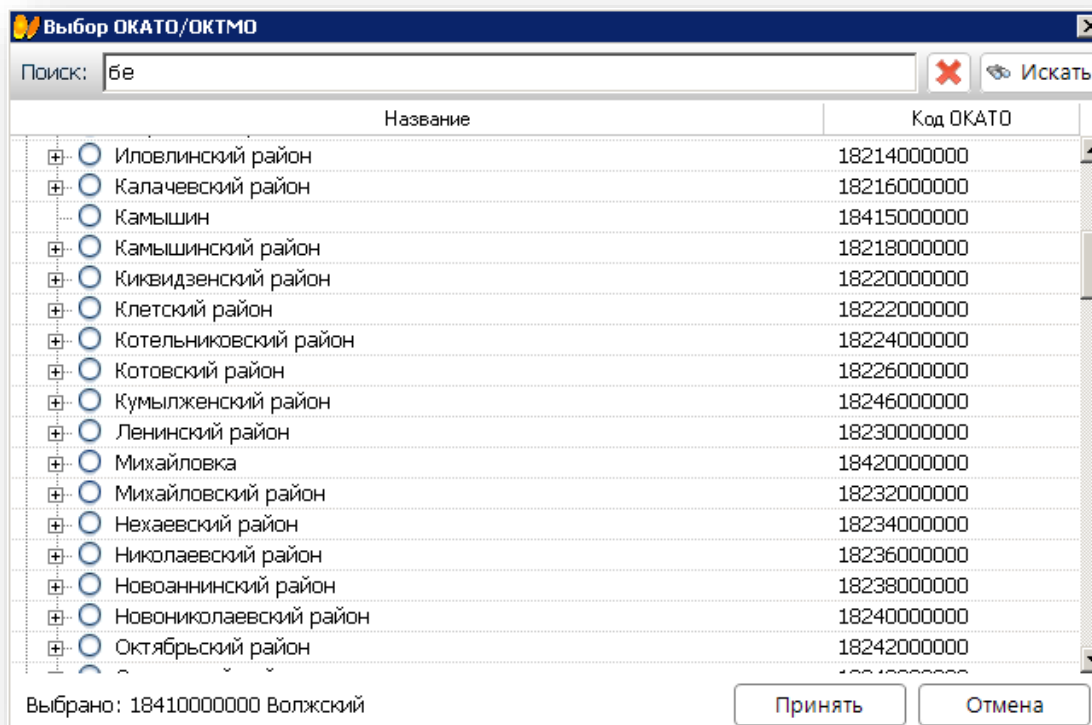 Выбор ОКАТО/ОКТМО
Поиск: бе Искать
Название Код ОКАТО
Иловлинский район 18214000000
Калачевский район 18216000000
Камышин 18415000000
Камышинский район 18218000000
Киквидзенский район 18220000000
Клетский район 18222000000
Котельниковский район 18224000000
Котовский район 18226000000
Кумылженский район 18246000000
Ленинский район 18230000000
Михайловка 18420000000
Михайловский район 18232000000
Нехаевский район 18234000000
Николаевский район 18236000000
Новоаннинский район 18238000000
Новониколаевский район 18240000000
Октябрьский район 18242000000
Выбрано: 18410000000 Волжский Принять Отмена